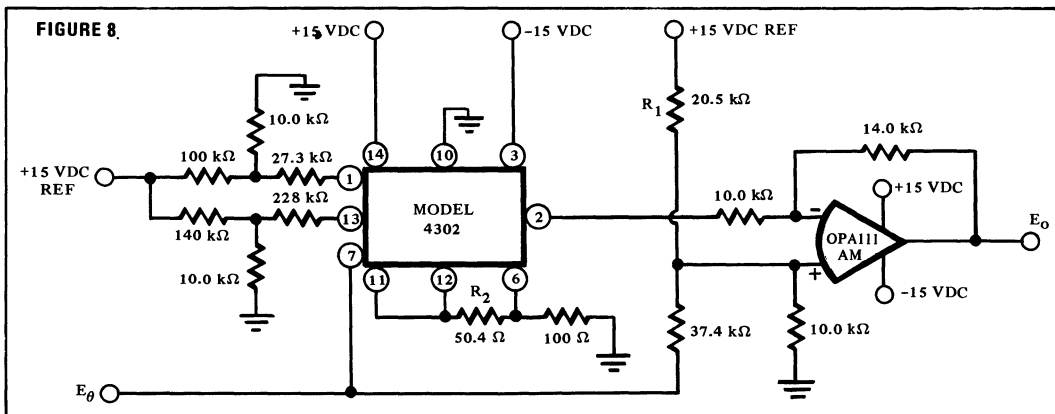 FIGURE 8.
+15 VDC
-15 VDC
+15 VDC REF
10.0 kΩ
R1
20.5 kΩ
14.0 kΩ
+15 VDC
REF
100 kΩ
27.3 kΩ
1
14
10
3
140 kΩ
228 kΩ
13
MODEL
4302
2
10.0 kΩ
-
+15 VDC
OPA111
AM
Eo
10.0 kΩ
7
11
12
6
+
-15 VDC
R2
50.4 Ω
100 Ω
37.4 kΩ
10.0 kΩ
Eθ